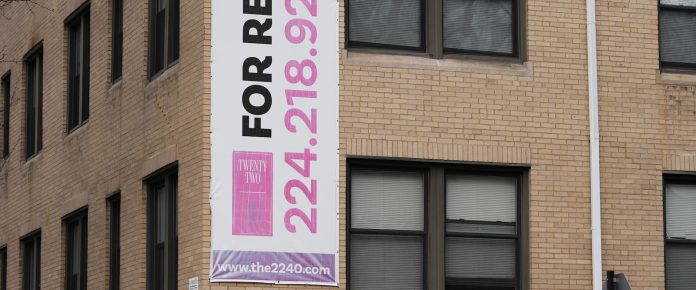 FOR RE
224.218.92
TWENTY
TWO
www.the2240.com